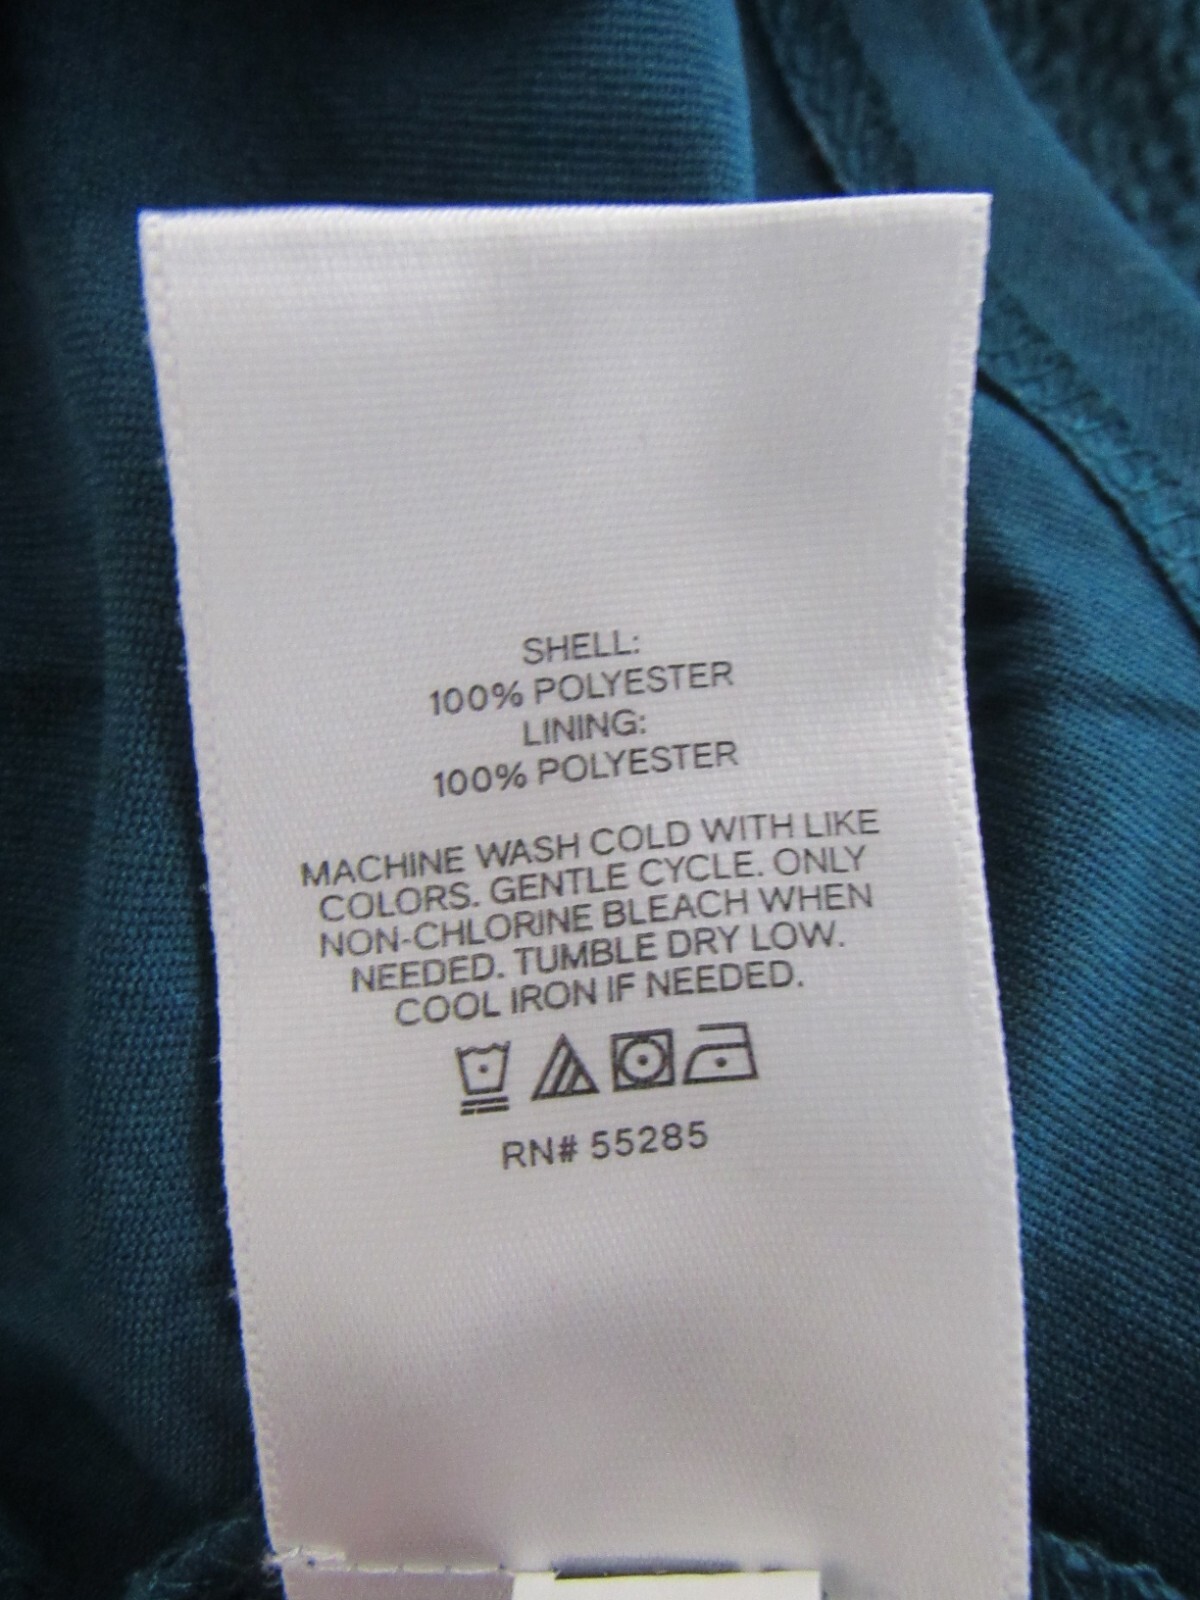 SHELL:
100% POLYESTER
LINING:
100% POLYESTER
MACHINE WASH COLD WITH LIKE
COLORS. GENTLE CYCLE. ONLY
NON-CHLORINE BLEACH WHEN
NEEDED. TUMBLE DRY LOW.
COOL IRON IF NEEDED.
RN# 55285